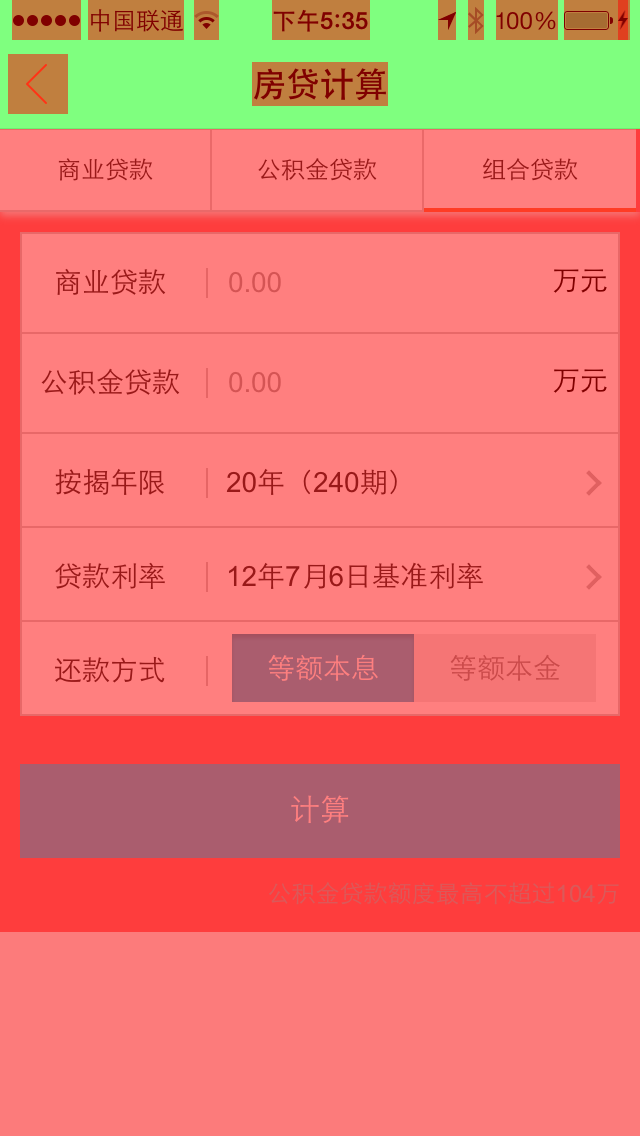 中国联通 下午5:35 100%
房贷计算
商业贷款 公积金贷款 组合贷款
商业贷款 0.00 万元
公积金贷款 0.00 万元
按揭年限 20年（240期）
贷款利率 12年7月6日基准利率
还款方式 等额本息 等额本金
计算
公积金贷款额度最高不超过104万